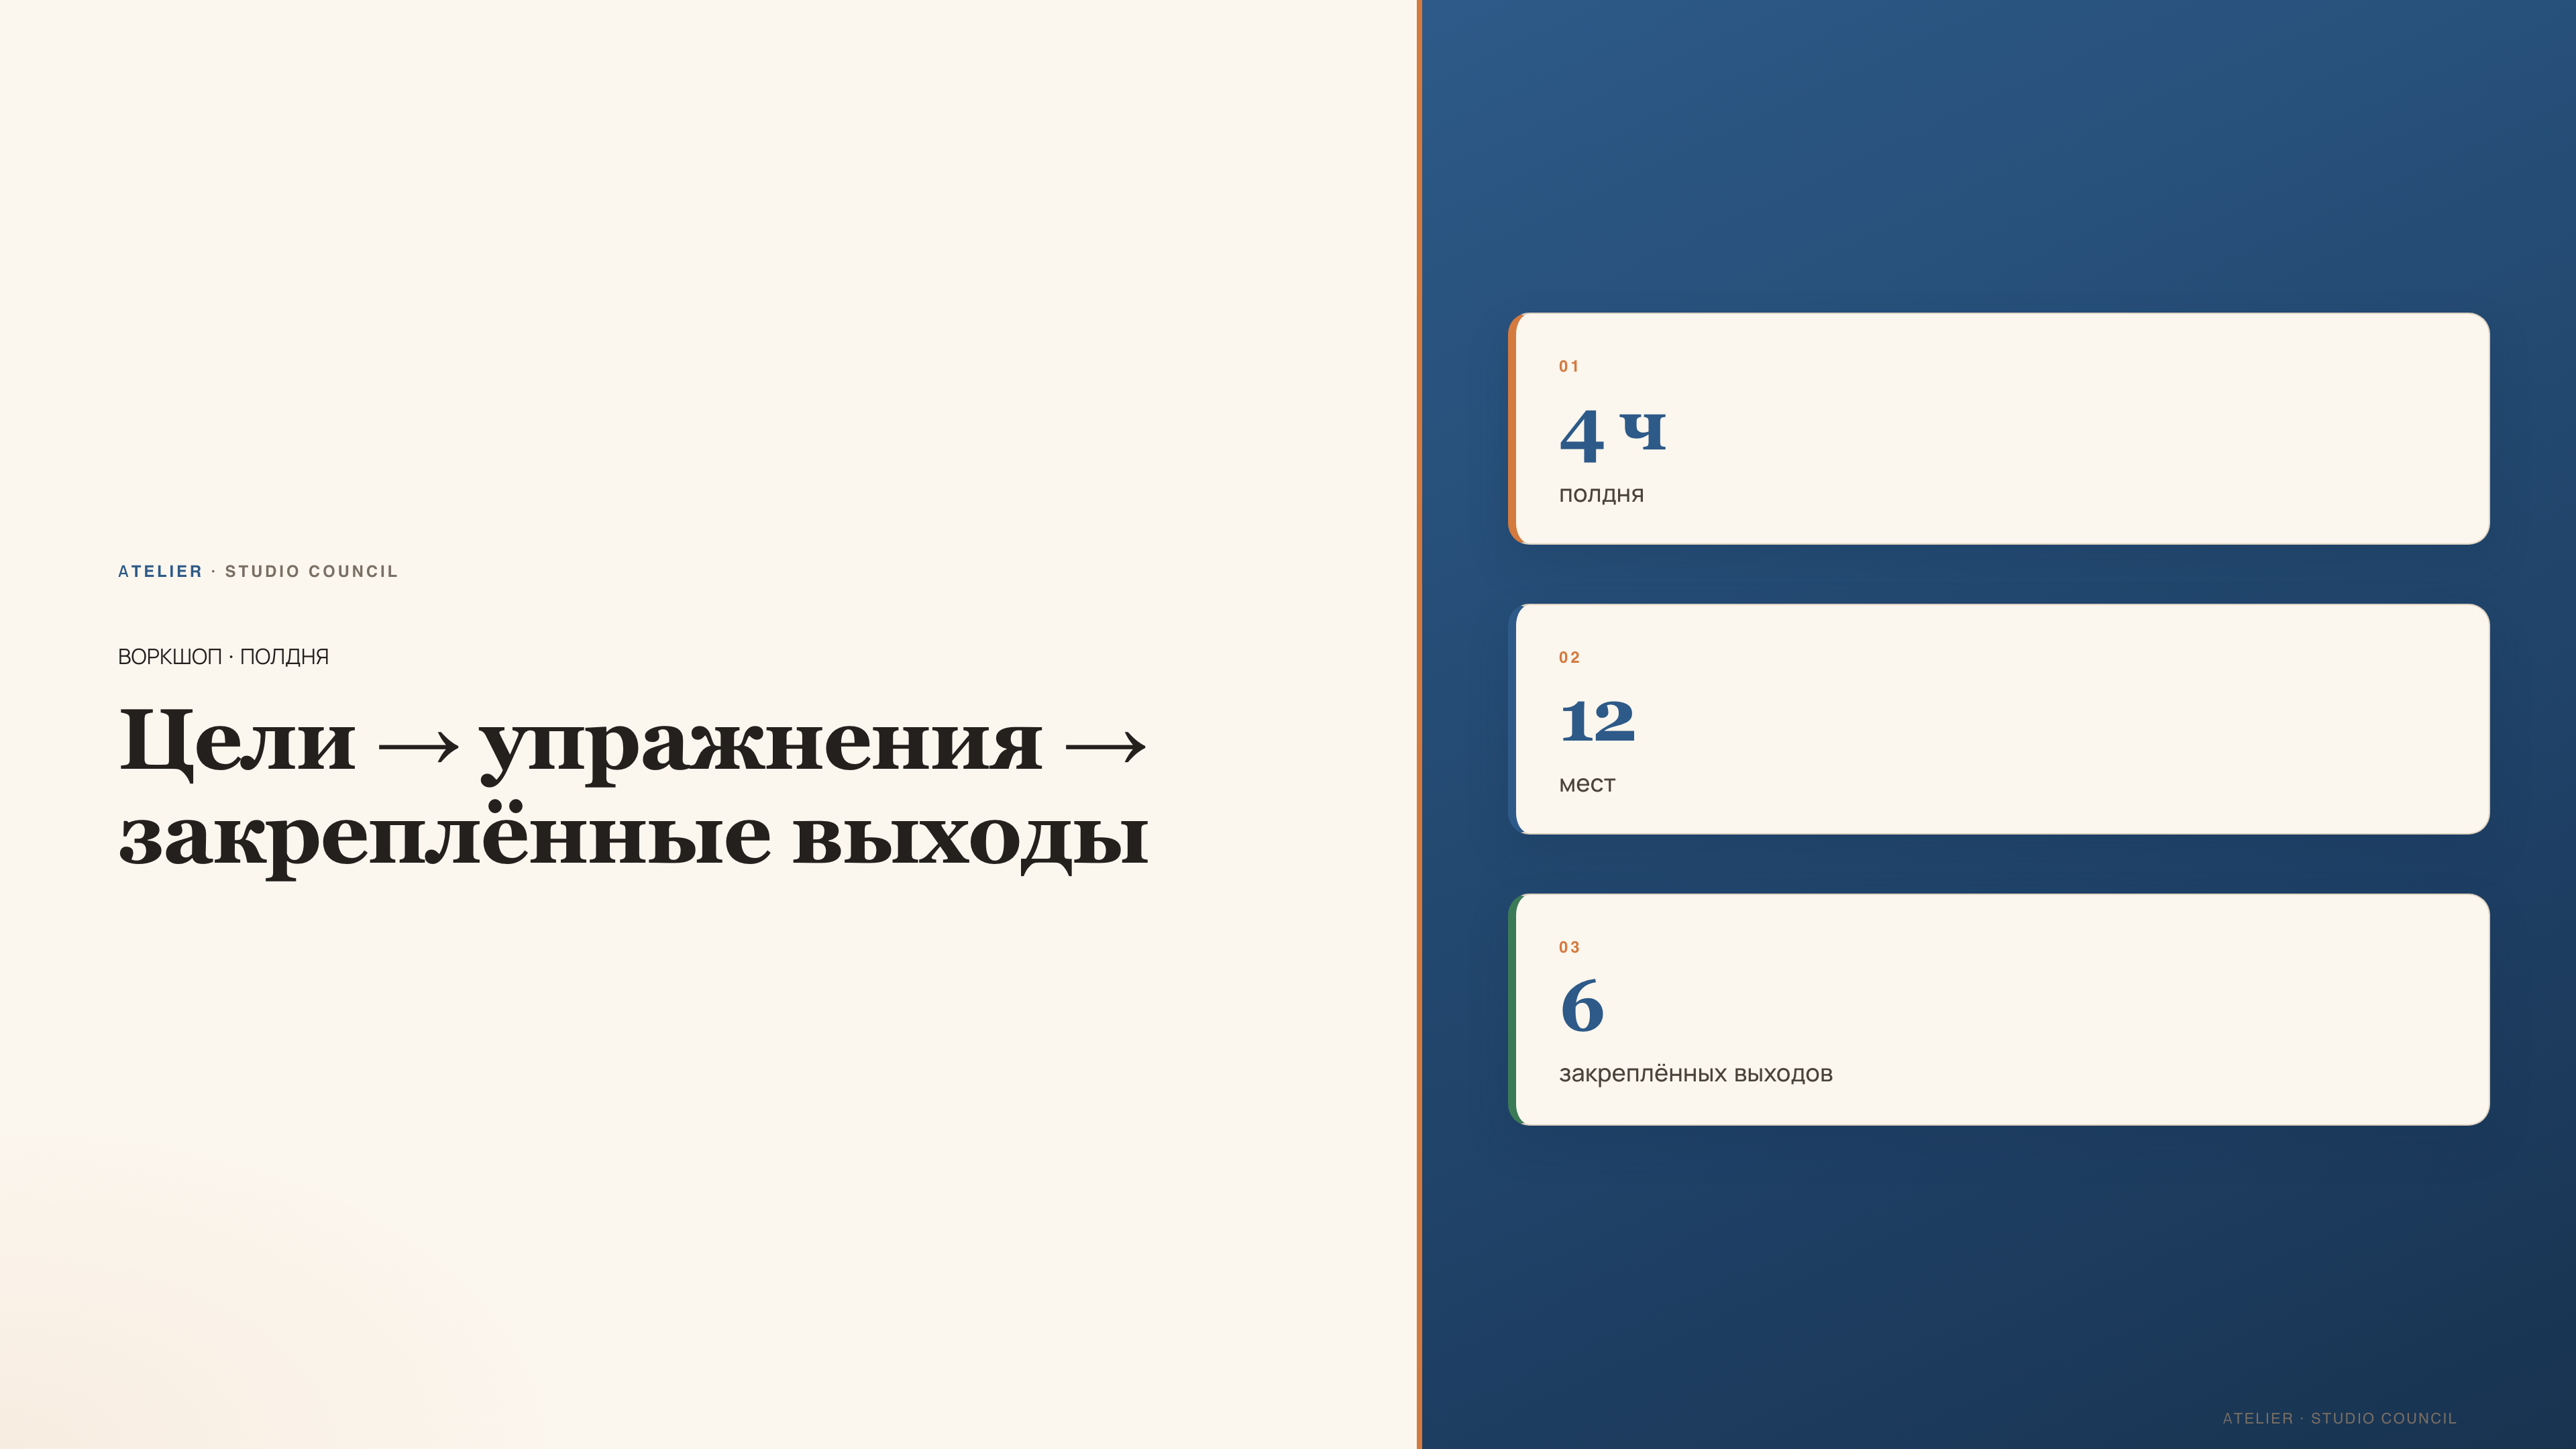 ATELIER · STUDIO COUNCIL
ВОРКШОП · ПОЛДНЯ
Цели → упражнения →
закреплённые выходы
01
4 ч
полдня
02
12
мест
03
6
закреплённых выходов
ATELIER · STUDIO COUNCIL